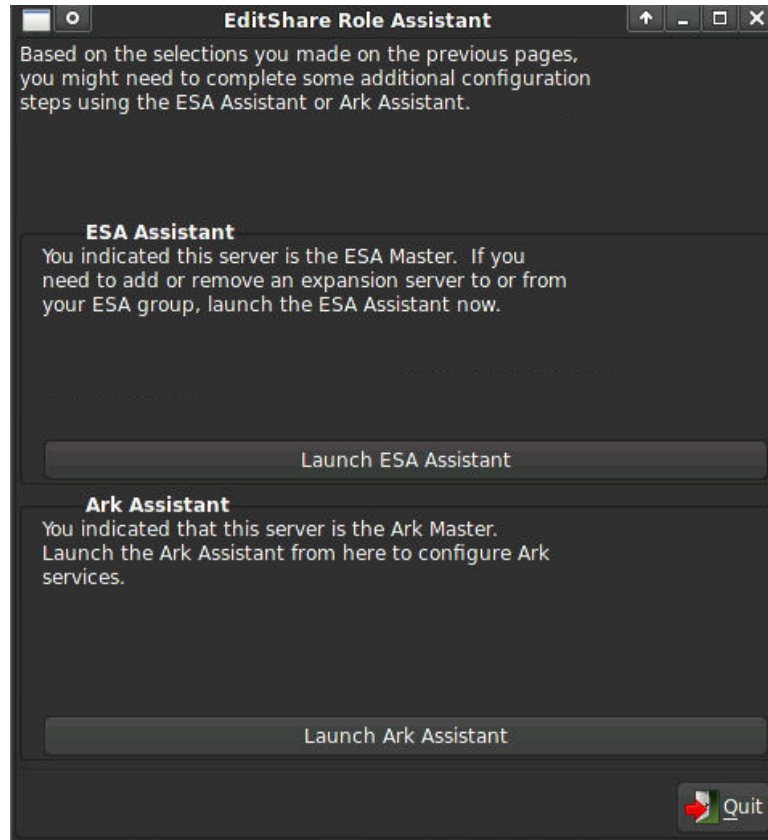 EditShare Role Assistant
Based on the selections you made on the previous pages,
you might need to complete some additional configuration
steps using the ESA Assistant or Ark Assistant.
ESA Assistant
You indicated this server is the ESA Master. If you
need to add or remove an expansion server to or from
your ESA group, launch the ESA Assistant now.
Launch ESA Assistant
Ark Assistant
You indicated that this server is the Ark Master.
Launch the Ark Assistant from here to configure Ark
services.
Launch Ark Assistant
Quit